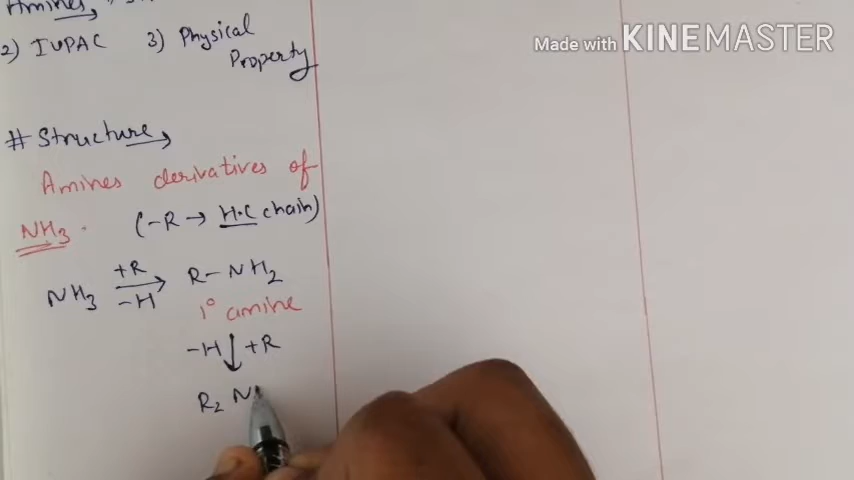 Amines,
2) IUPAC 3) Physical
Property
Made with KINEMASTER
# Structure
Amines derivatives of
NH3. (-R → H.C chain)
NH3 +R -H → R-NH2
1° amine
-H ↓ +R
R2 N